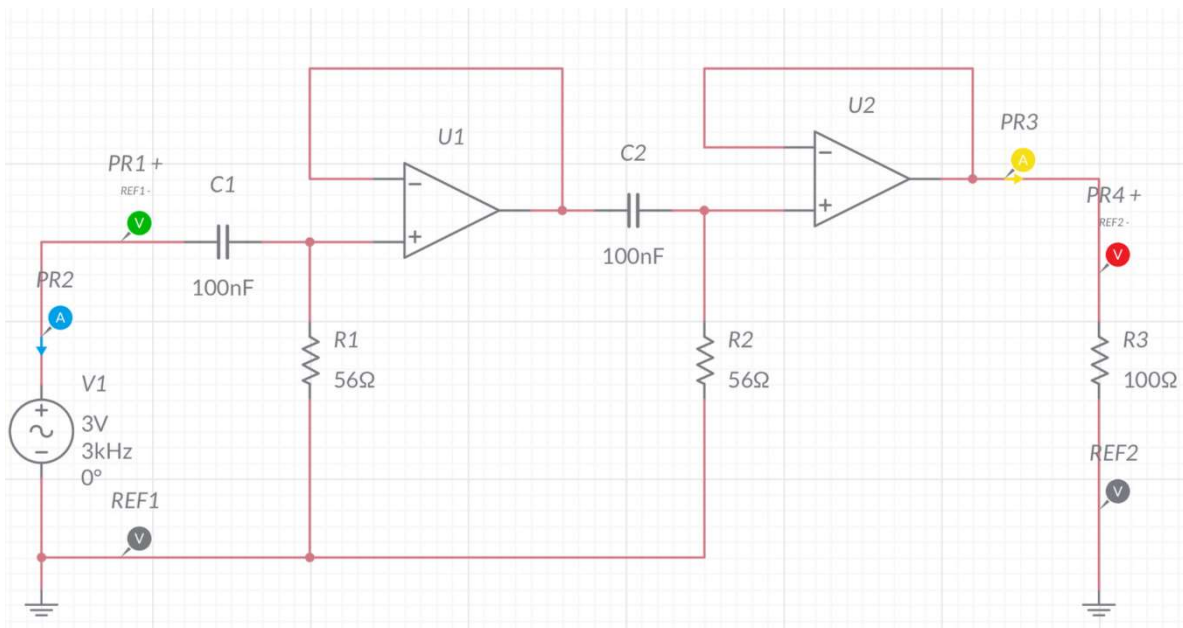 U2
PR3
A
U1
C2
PR1 +
REF1 -
C1
V
PR4 +
REF2 -
V
100nF
100nF
PR2
A
R1
56Ω
R2
56Ω
R3
100Ω
V1
3V
3kHz
0°
REF2
V
REF1
V